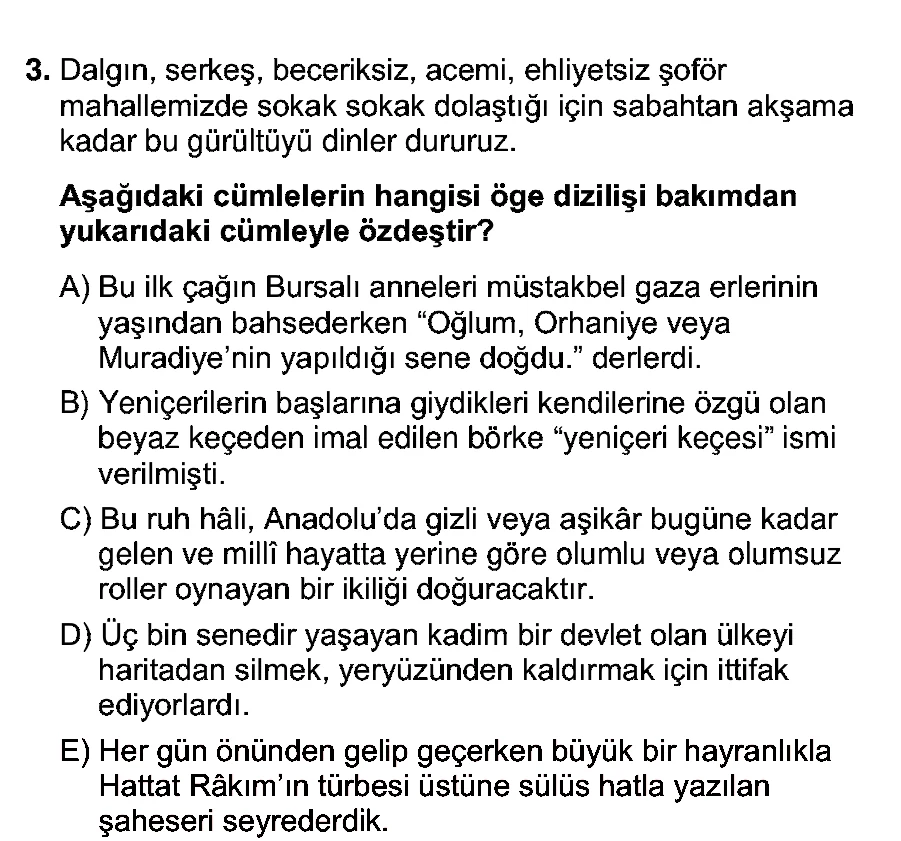 3. Dalgın, serkeş, beceriksiz, acemi, ehliyetsiz şoför
mahallemizde sokak sokak dolaştığı için sabahtan akşama
kadar bu gürültüyü dinler dururuz.
Aşağıdaki cümlelerin hangisi öge dizilişi bakımdan
yukarıdaki cümleyle özdeştir?
A) Bu ilk çağın Bursalı anneleri müstakbel gaza erlerinin
yaşından bahsederken “Oğlum, Orhaniye veya
Muradiye’nin yapıldığı sene doğdu.” derlerdi.
B) Yeniçerilerin başlarına giydikleri kendilerine özgü olan
beyaz keçeden imal edilen börke “yeniçeri keçesi” ismi
verilmişti.
C) Bu ruh hâli, Anadolu’da gizli veya aşikâr bugüne kadar
gelen ve millî hayatta yerine göre olumlu veya olumsuz
roller oynayan bir ikiliği doğuracaktır.
D) Üç bin senedir yaşayan kadim bir devlet olan ülkeyi
haritadan silmek, yeryüzünden kaldırmak için ittifak
ediyorlardı.
E) Her gün önünden gelip geçerken büyük bir hayranlıkla
Hattat Râkım’ın türbesi üstüne sülüs hatla yazılan
şaheseri seyrederdik.